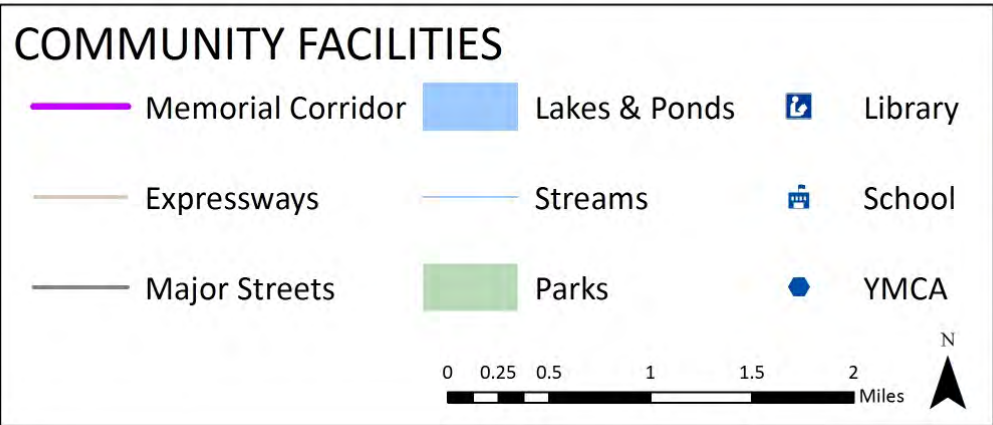 COMMUNITY FACILITIES
Memorial Corridor
Lakes & Ponds
Library
Expressways
Streams
School
Major Streets
Parks
YMCA
N
0 0.25 0.5 1 1.5 2
Miles